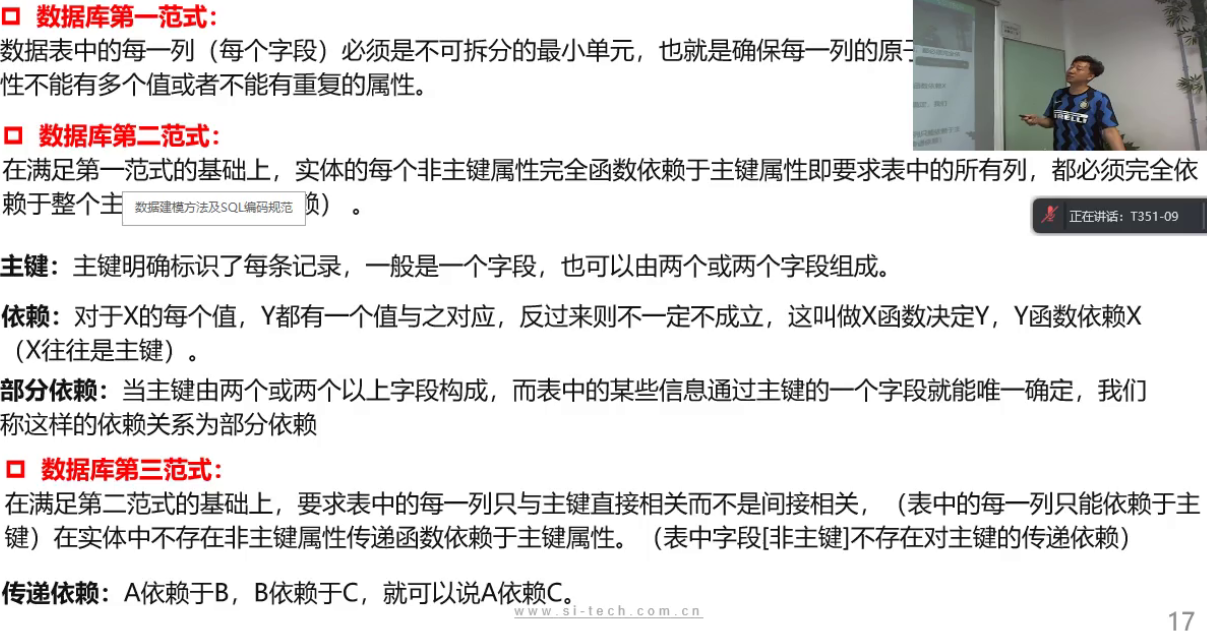 数据库第一范式：
数据表中的每一列（每个字段）必须是不可拆分的最小单元，也就是确保每一列的原
性不能有多个值或者不能有重复的属性。
数据库第二范式：
在满足第一范式的基础上，实体的每个非主键属性完全函数依赖于主键属性即要求表中的所有列，都必须完全依
赖于整个主
数据建模方法及SQL编码规范
赖）。
正在讲话：T351-09
主键：主键明确标识了每条记录，一般是一个字段，也可以由两个或两个字段组成。
依赖：对于X的每个值，Y都有一个值与之对应，反过来则不一定不成立，这叫做X函数决定Y，Y函数依赖X
（X往往是主键）。
部分依赖：当主键由两个或两个以上字段构成，而表中的某些信息通过主键的一个字段就能唯一确定，我们
称这样的依赖关系为部分依赖
数据库第三范式：
在满足第二范式的基础上，要求表中的每一列只与主键直接相关而不是间接相关，（表中的每一列只能依赖于主
键）在实体中不存在非主键属性传递函数依赖于主键属性。（表中字段[非主键]不存在对主键的传递依赖）
传递依赖：A依赖于B，B依赖于C，就可以说A依赖C。
www.si-tech.com.cn
17
PIRELLI